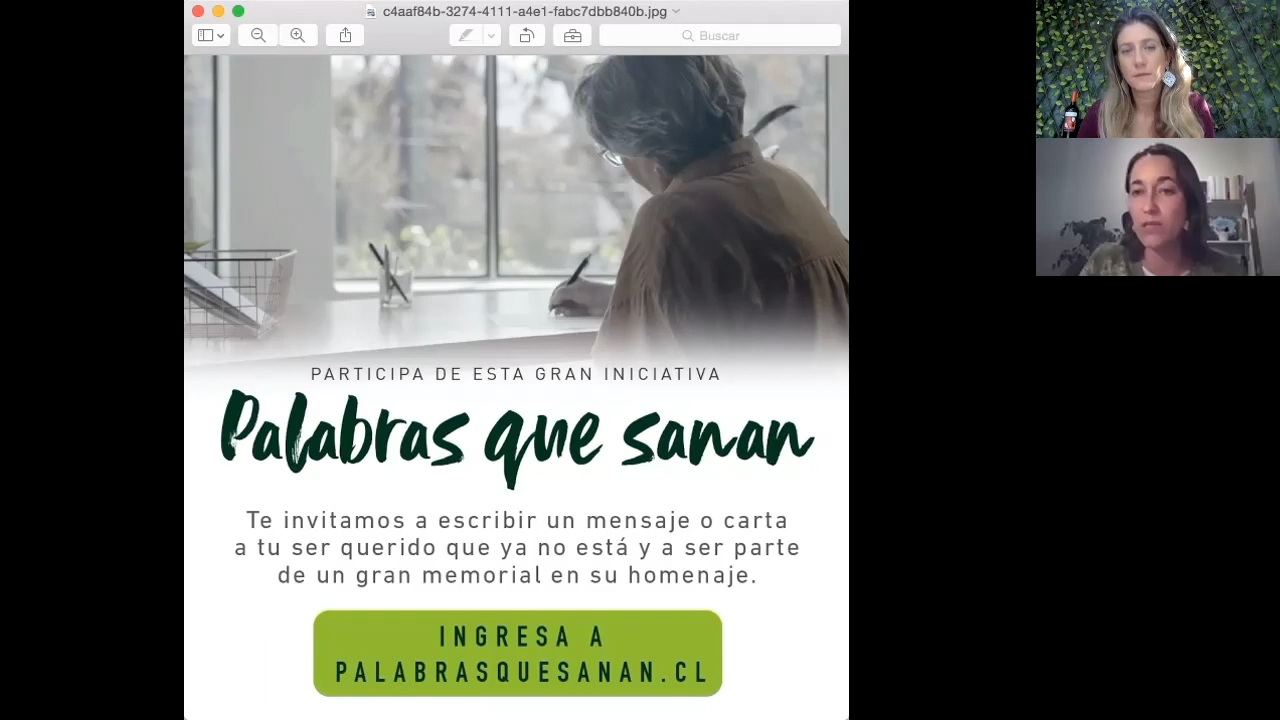 c4aaf84b-3274-4111-a4e1-fabc7dbb840b.jpg
Buscar
PARTICIPA DE ESTA GRAN INICIATIVA
Palabras que sanan
Te invitamos a escribir un mensaje o carta
a tu ser querido que ya no está y a ser parte
de un gran memorial en su homenaje.
INGRESA A
PALABRASQUESANAN.CL